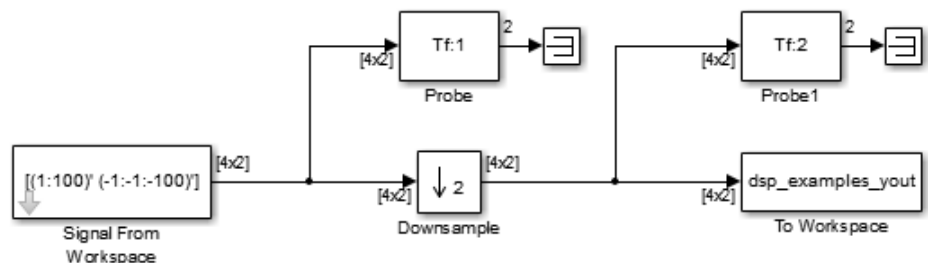 Tf:1
2
[4x2]
Probe
Tf:2
2
[4x2]
Probe1
[(1:100)' (-1:-1:-100)']
[4x2]
Signal From
Workspace
[4x2]
2
[4x2]
Downsample
[4x2]
dsp_examples_yout
To Workspace